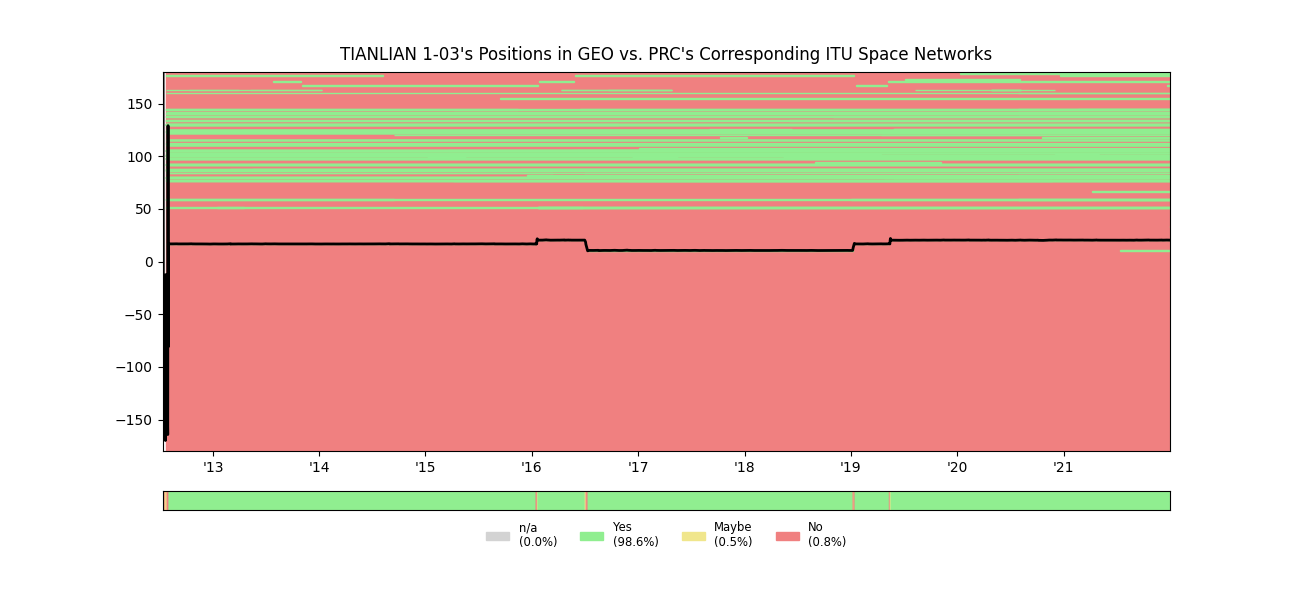 TIANLIAN 1-03's Positions in GEO vs. PRC's Corresponding ITU Space Networks
150
100
50
0
−50
−100
−150
'13 '14 '15 '16 '17 '18 '19 '20 '21
n/a Yes Maybe No
(0.0%) (98.6%) (0.5%) (0.8%)